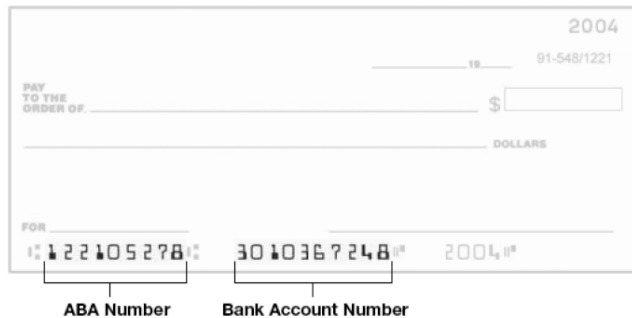 2004
19 91-548/1221
PAY
TO THE
ORDER OF $
DOLLARS
FOR
⑆122105278⑆ 3010367248⑈ 2004⑈
ABA Number Bank Account Number